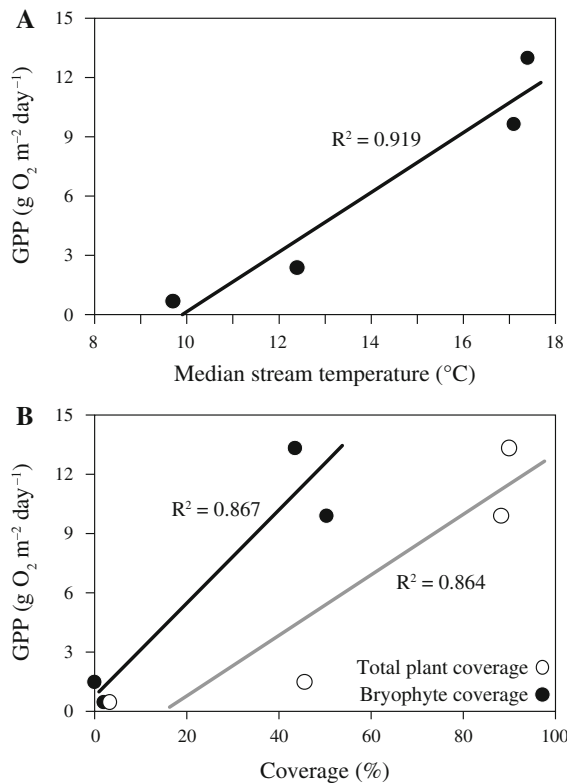 A
15
12
9
6
3
0
GPP (g O₂ m⁻² day⁻¹)
R² = 0.919
8 10 12 14 16 18
Median stream temperature (°C)
B
15
12
9
6
3
0
GPP (g O₂ m⁻² day⁻¹)
R² = 0.867
R² = 0.864
Total plant coverage
Bryophyte coverage
0 20 40 60 80 100
Coverage (%)